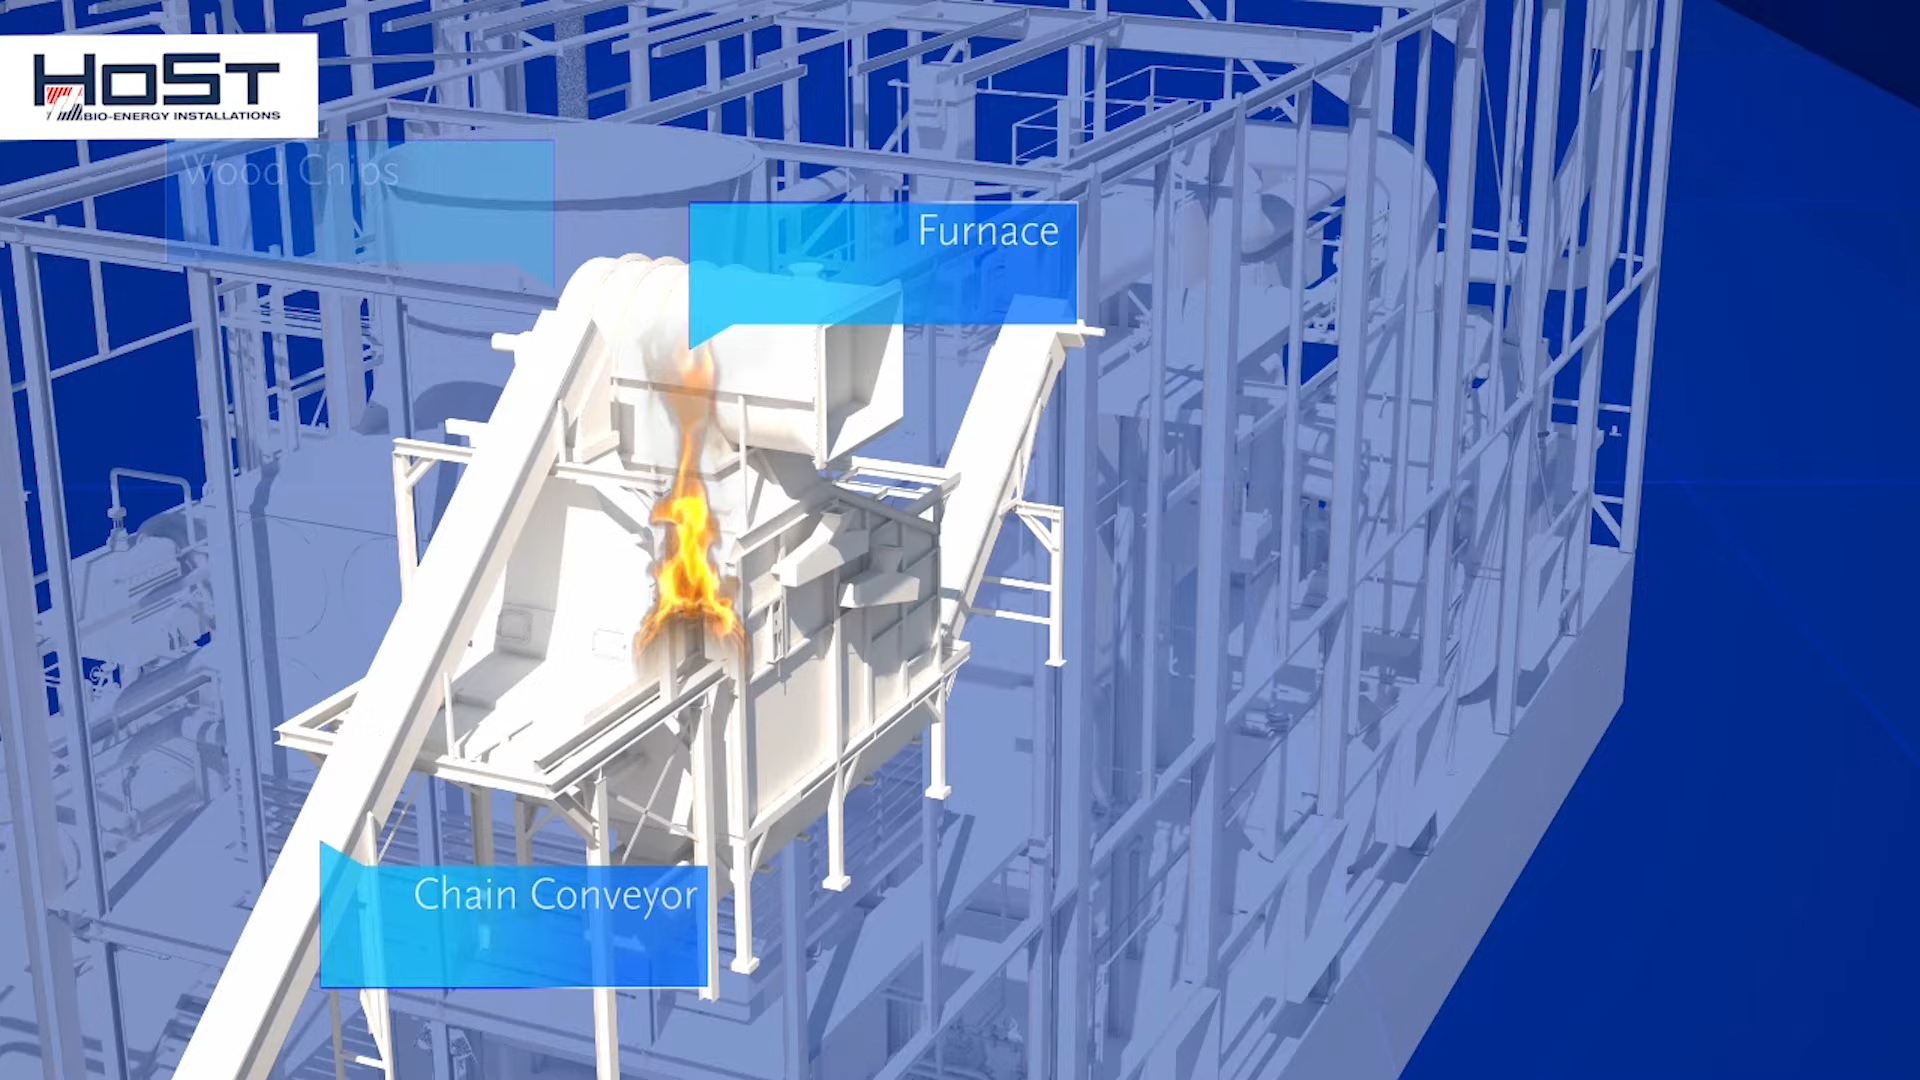 HoST
BIO-ENERGY INSTALLATIONS
Wood Chips
Furnace
Chain Conveyor